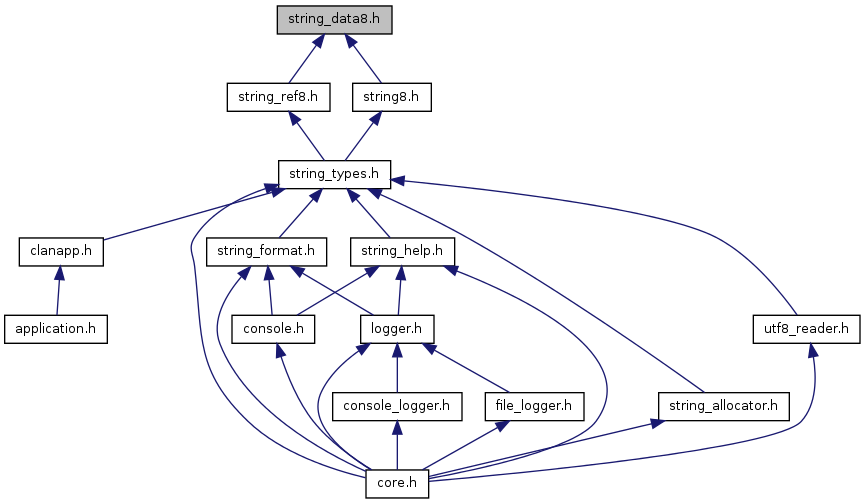 string_data8.h
string_ref8.h
string8.h
string_types.h
clanapp.h
string_format.h
string_help.h
application.h
console.h
logger.h
utf8_reader.h
console_logger.h
file_logger.h
string_allocator.h
core.h